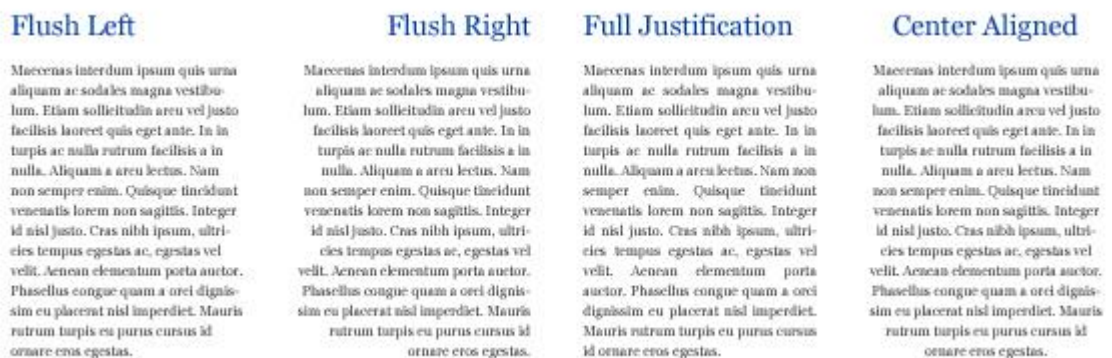 Flush Left
Maecenas interdum ipsum quis urna
aliquam ac sodales magna vestibu-
lum. Etiam sollicitudin arcu vel justo
facilisis laoreet quis eget ante. In in
turpis ac nulla rutrum facilisis a in
nulla. Aliquam a arcu lectus. Nam
non semper enim. Quisque tincidunt
venenatis lorem non sagittis. Integer
id nisl justo. Cras nibh ipsum, ultri-
cies tempus egestas ac, egestas vel
velit. Aenean elementum porta auctor.
Phasellus congue quam a orci dignis-
sim eu placerat nisl imperdiet. Mauris
rutrum turpis eu purus cursus id
ornare eros egestas.
Flush Right
Maecenas interdum ipsum quis urna
aliquam ac sodales magna vestibu-
lum. Etiam sollicitudin arcu vel justo
facilisis laoreet quis eget ante. In in
turpis ac nulla rutrum facilisis a in
nulla. Aliquam a arcu lectus. Nam
non semper enim. Quisque tincidunt
venenatis lorem non sagittis. Integer
id nisl justo. Cras nibh ipsum, ultri-
cies tempus egestas ac, egestas vel
velit. Aenean elementum porta auctor.
Phasellus congue quam a orci dignis-
sim eu placerat nisl imperdiet. Mauris
rutrum turpis eu purus cursus id
ornare eros egestas.
Full Justification
Maecenas interdum ipsum quis urna
aliquam ac sodales magna vestibu-
lum. Etiam sollicitudin arcu vel justo
facilisis laoreet quis eget ante. In in
turpis ac nulla rutrum facilisis a in
nulla. Aliquam a arcu lectus. Nam non
semper enim. Quisque tincidunt
venenatis lorem non sagittis. Integer
id nisl justo. Cras nibh ipsum, ultri-
cies tempus egestas ac, egestas vel
velit. Aenean elementum porta
auctor. Phasellus congue quam a orci
dignissim eu placerat nisl imperdiet.
Mauris rutrum turpis eu purus cursus
id ornare eros egestas.
Center Aligned
Maecenas interdum ipsum quis urna
aliquam ac sodales magna vestibu-
lum. Etiam sollicitudin arcu vel justo
facilisis laoreet quis eget ante. In in
turpis ac nulla rutrum facilisis a in
nulla. Aliquam a arcu lectus. Nam
non semper enim. Quisque tincidunt
venenatis lorem non sagittis. Integer
id nisl justo. Cras nibh ipsum, ultri-
cies tempus egestas ac, egestas vel
velit. Aenean elementum porta auctor.
Phasellus congue quam a orci dignis-
sim eu placerat nisl imperdiet. Mauris
rutrum turpis eu purus cursus id
ornare eros egestas.